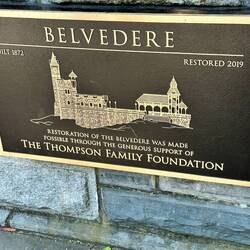 BELVEDERE
BUILT 1872 RESTORED 2019
RESTORATION OF THE BELVEDERE WAS MADE
POSSIBLE THROUGH THE GENEROUS SUPPORT OF
THE THOMPSON FAMILY FOUNDATION